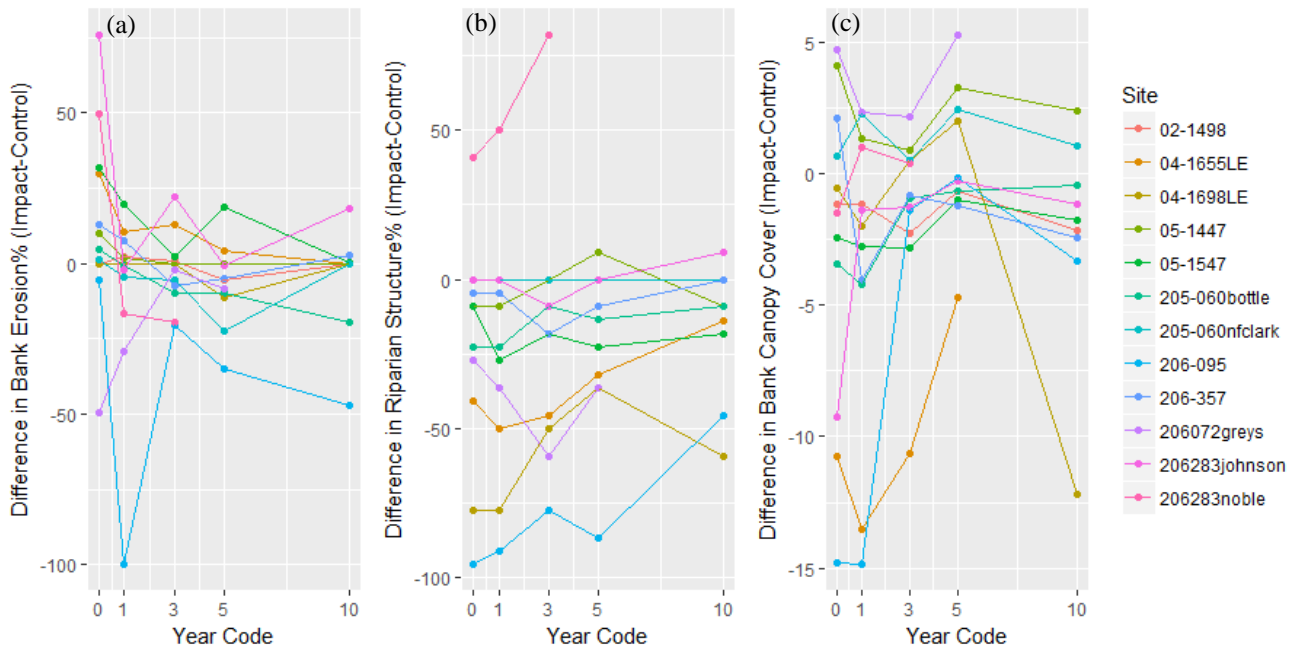 (a)
Difference in Bank Erosion% (Impact-Control)
50
0
-50
-100
0 1 3 5 10
Year Code
(b)
Difference in Riparian Structure% (Impact-Control)
50
0
-50
-100
0 1 3 5 10
Year Code
(c)
Difference in Bank Canopy Cover (Impact-Control)
5
0
-5
-10
-15
0 1 3 5 10
Year Code
Site
02-1498
04-1655LE
04-1698LE
05-1447
05-1547
205-060bottle
205-060nfclark
206-095
206-357
206072greys
206283johnson
206283noble